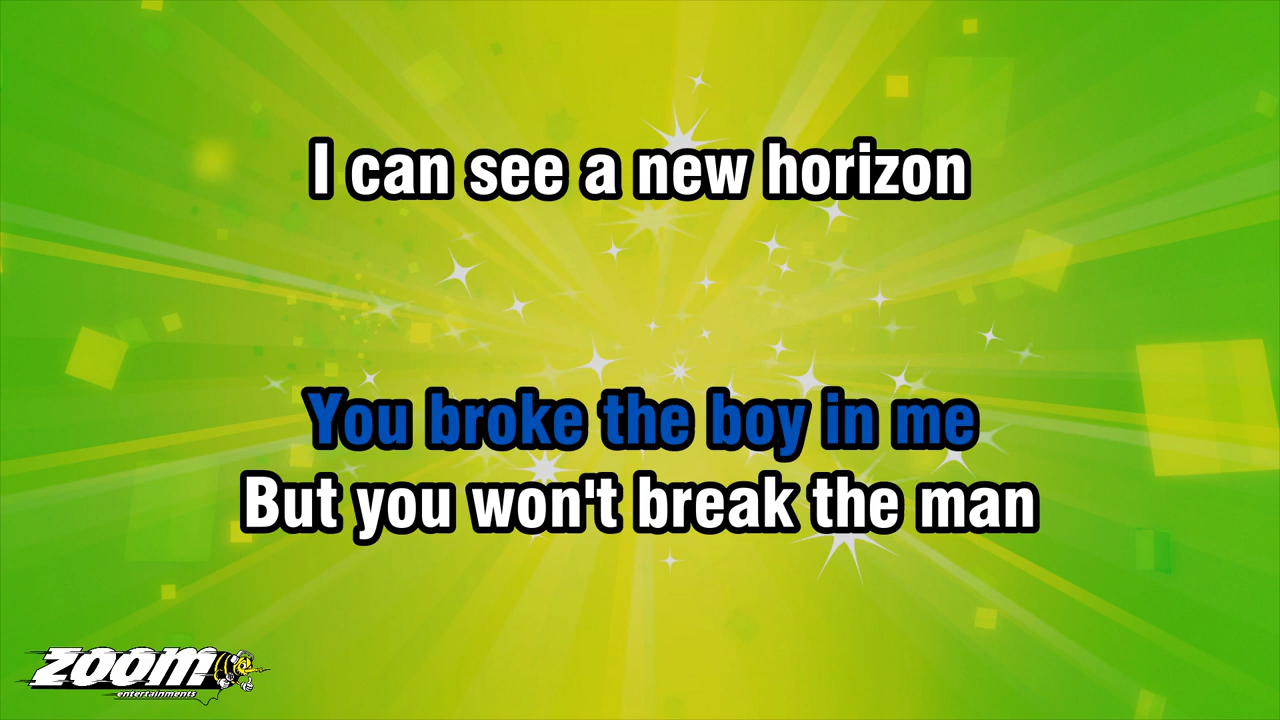 I can see a new horizon
You broke the boy in me
But you won't break the man
ZOOM
entertainments